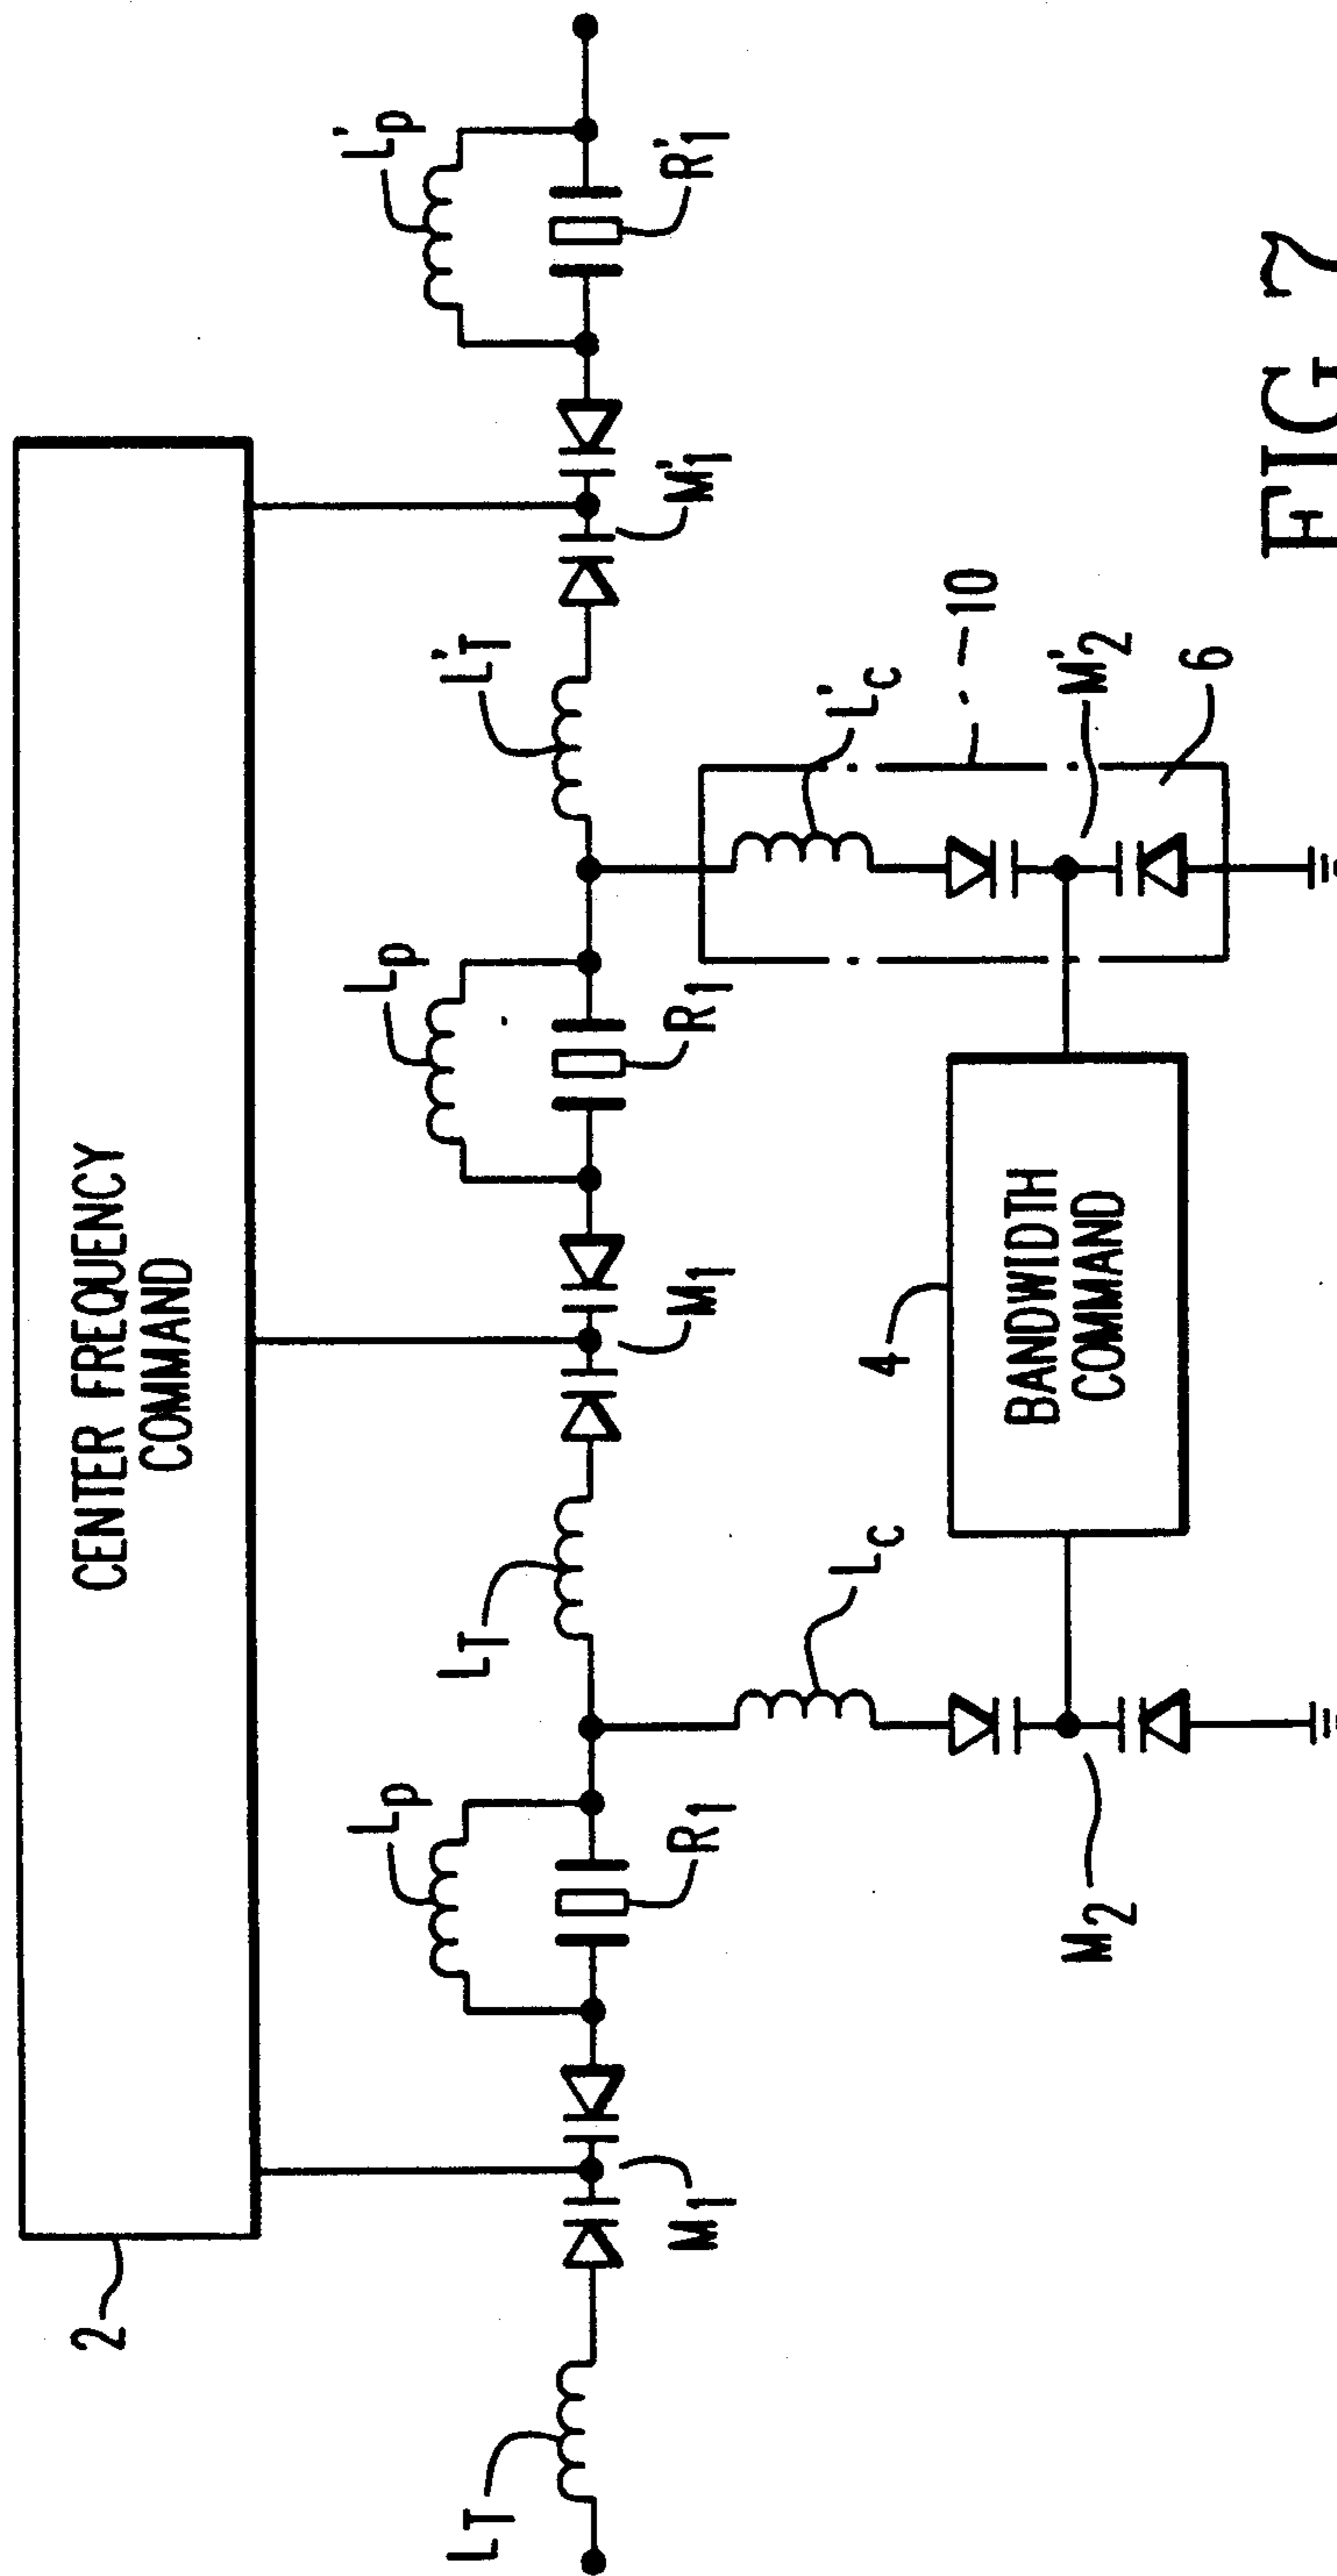 2
CENTER FREQUENCY
COMMAND
L'p
Lp
Lp
L'T
LT
LT
R'1
R1
R1
M'1
M1
M1
L'c
Lc
10
M'2
6
4
BANDWIDTH
COMMAND
M2
FIG 7